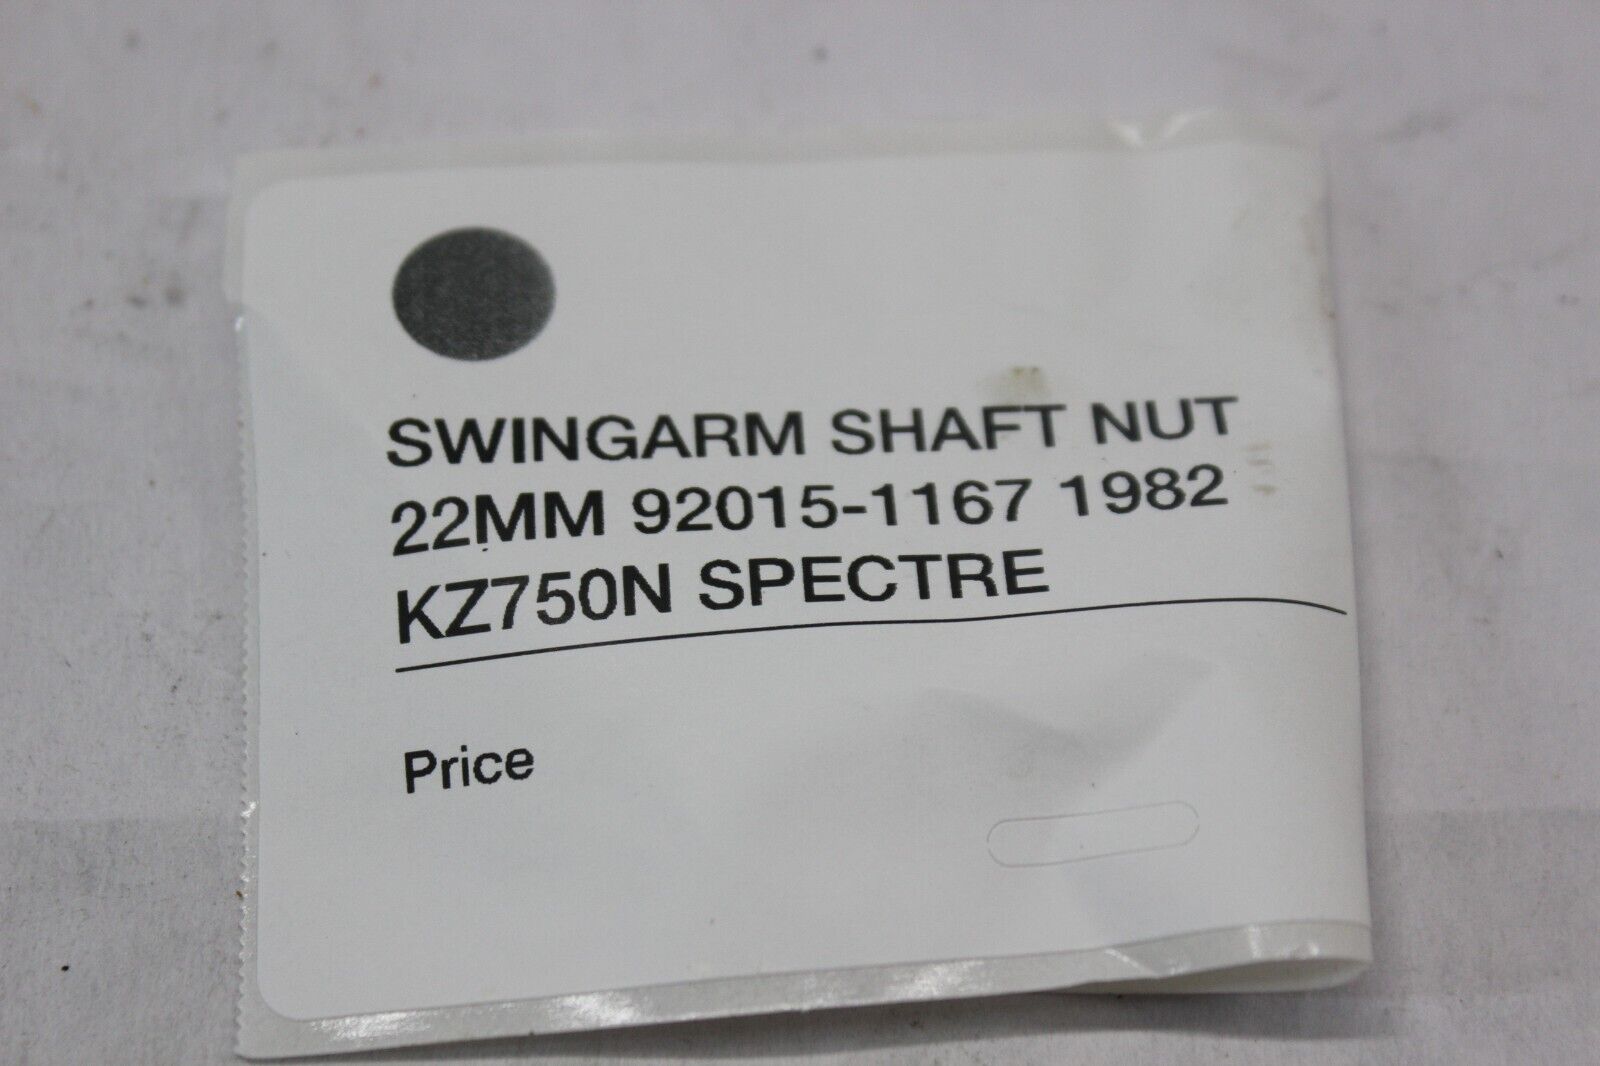 SWINGARM SHAFT NUT
22MM 92015-1167 1982
KZ750N SPECTRE
Price